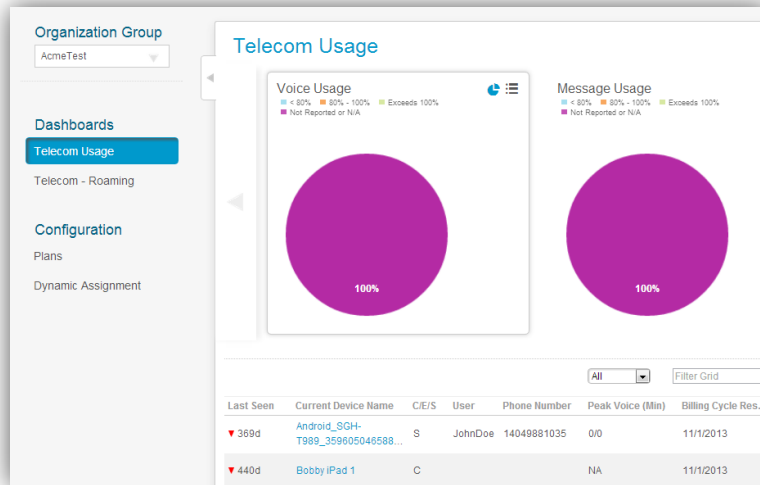 Organization Group
AcmeTest
Dashboards
Telecom Usage
Telecom - Roaming
Configuration
Plans
Dynamic Assignment
Telecom Usage
Voice Usage
< 80% 80% - 100% Exceeds 100%
Not Reported or N/A
100%
Message Usage
< 80% 80% - 100% Exceeds 100%
Not Reported or N/A
100%
All Filter Grid
Last Seen Current Device Name C/E/S User Phone Number Peak Voice (Min) Billing Cycle Res.
369d Android_SGH-T989_359605046588... S JohnDoe 14049881035 0/0 11/1/2013
440d Bobby iPad 1 C NA 11/1/2013